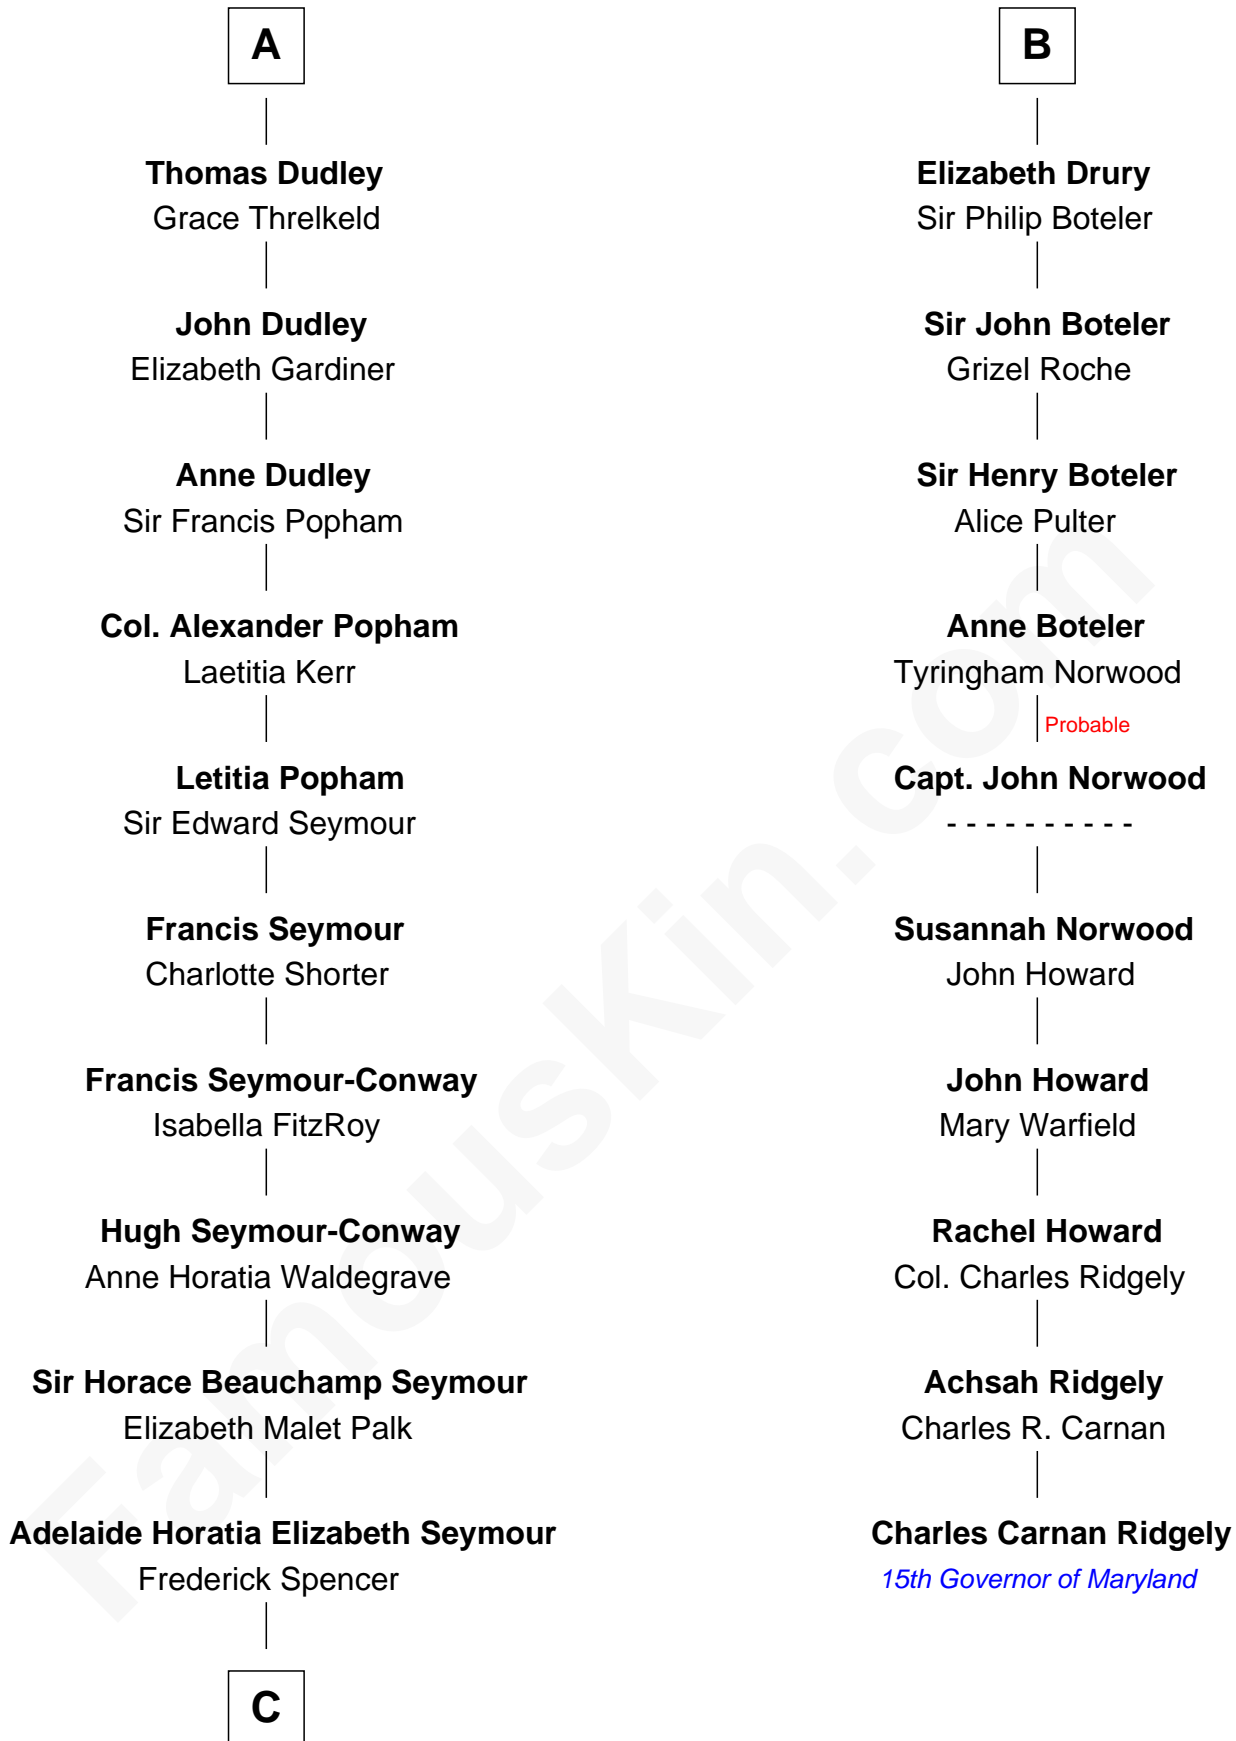 A
Thomas Dudley
Grace Threlkeld
John Dudley
Elizabeth Gardiner
Anne Dudley
Sir Francis Popham
Col. Alexander Popham
Laetitia Kerr
Letitia Popham
Sir Edward Seymour
Francis Seymour
Charlotte Shorter
Francis Seymour-Conway
Isabella FitzRoy
Hugh Seymour-Conway
Anne Horatia Waldegrave
Sir Horace Beauchamp Seymour
Elizabeth Malet Palk
Adelaide Horatia Elizabeth Seymour
Frederick Spencer
C
B
Elizabeth Drury
Sir Philip Boteler
Sir John Boteler
Grizel Roche
Sir Henry Boteler
Alice Pulter
Anne Boteler
Tyringham Norwood
Probable
Capt. John Norwood
- - - - - - - - - -
Susannah Norwood
John Howard
John Howard
Mary Warfield
Rachel Howard
Col. Charles Ridgely
Achsah Ridgely
Charles R. Carnan
Charles Carnan Ridgely
15th Governor of Maryland
FamousKin.com